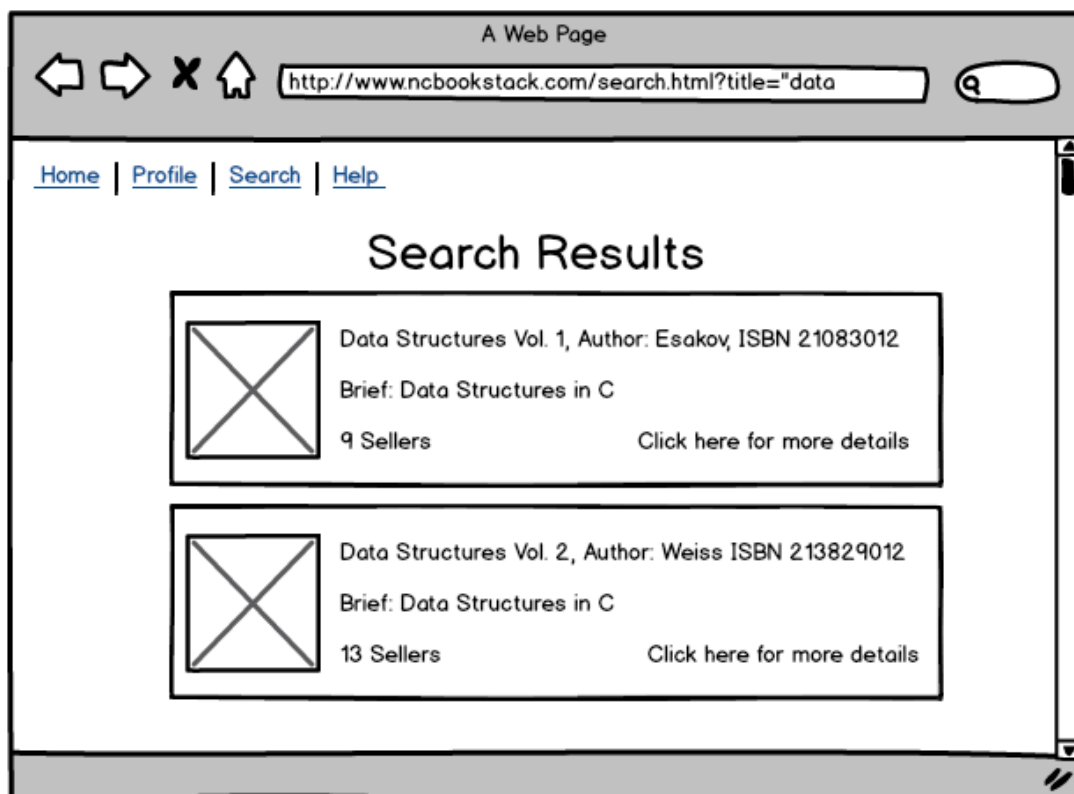 A Web Page
http://www.ncbookstack.com/search.html?title="data
Home Profile Search Help
Search Results
Data Structures Vol. 1, Author: Esakov, ISBN 21083012
Brief: Data Structures in C
9 Sellers Click here for more details
Data Structures Vol. 2, Author: Weiss ISBN 213829012
Brief: Data Structures in C
13 Sellers Click here for more details